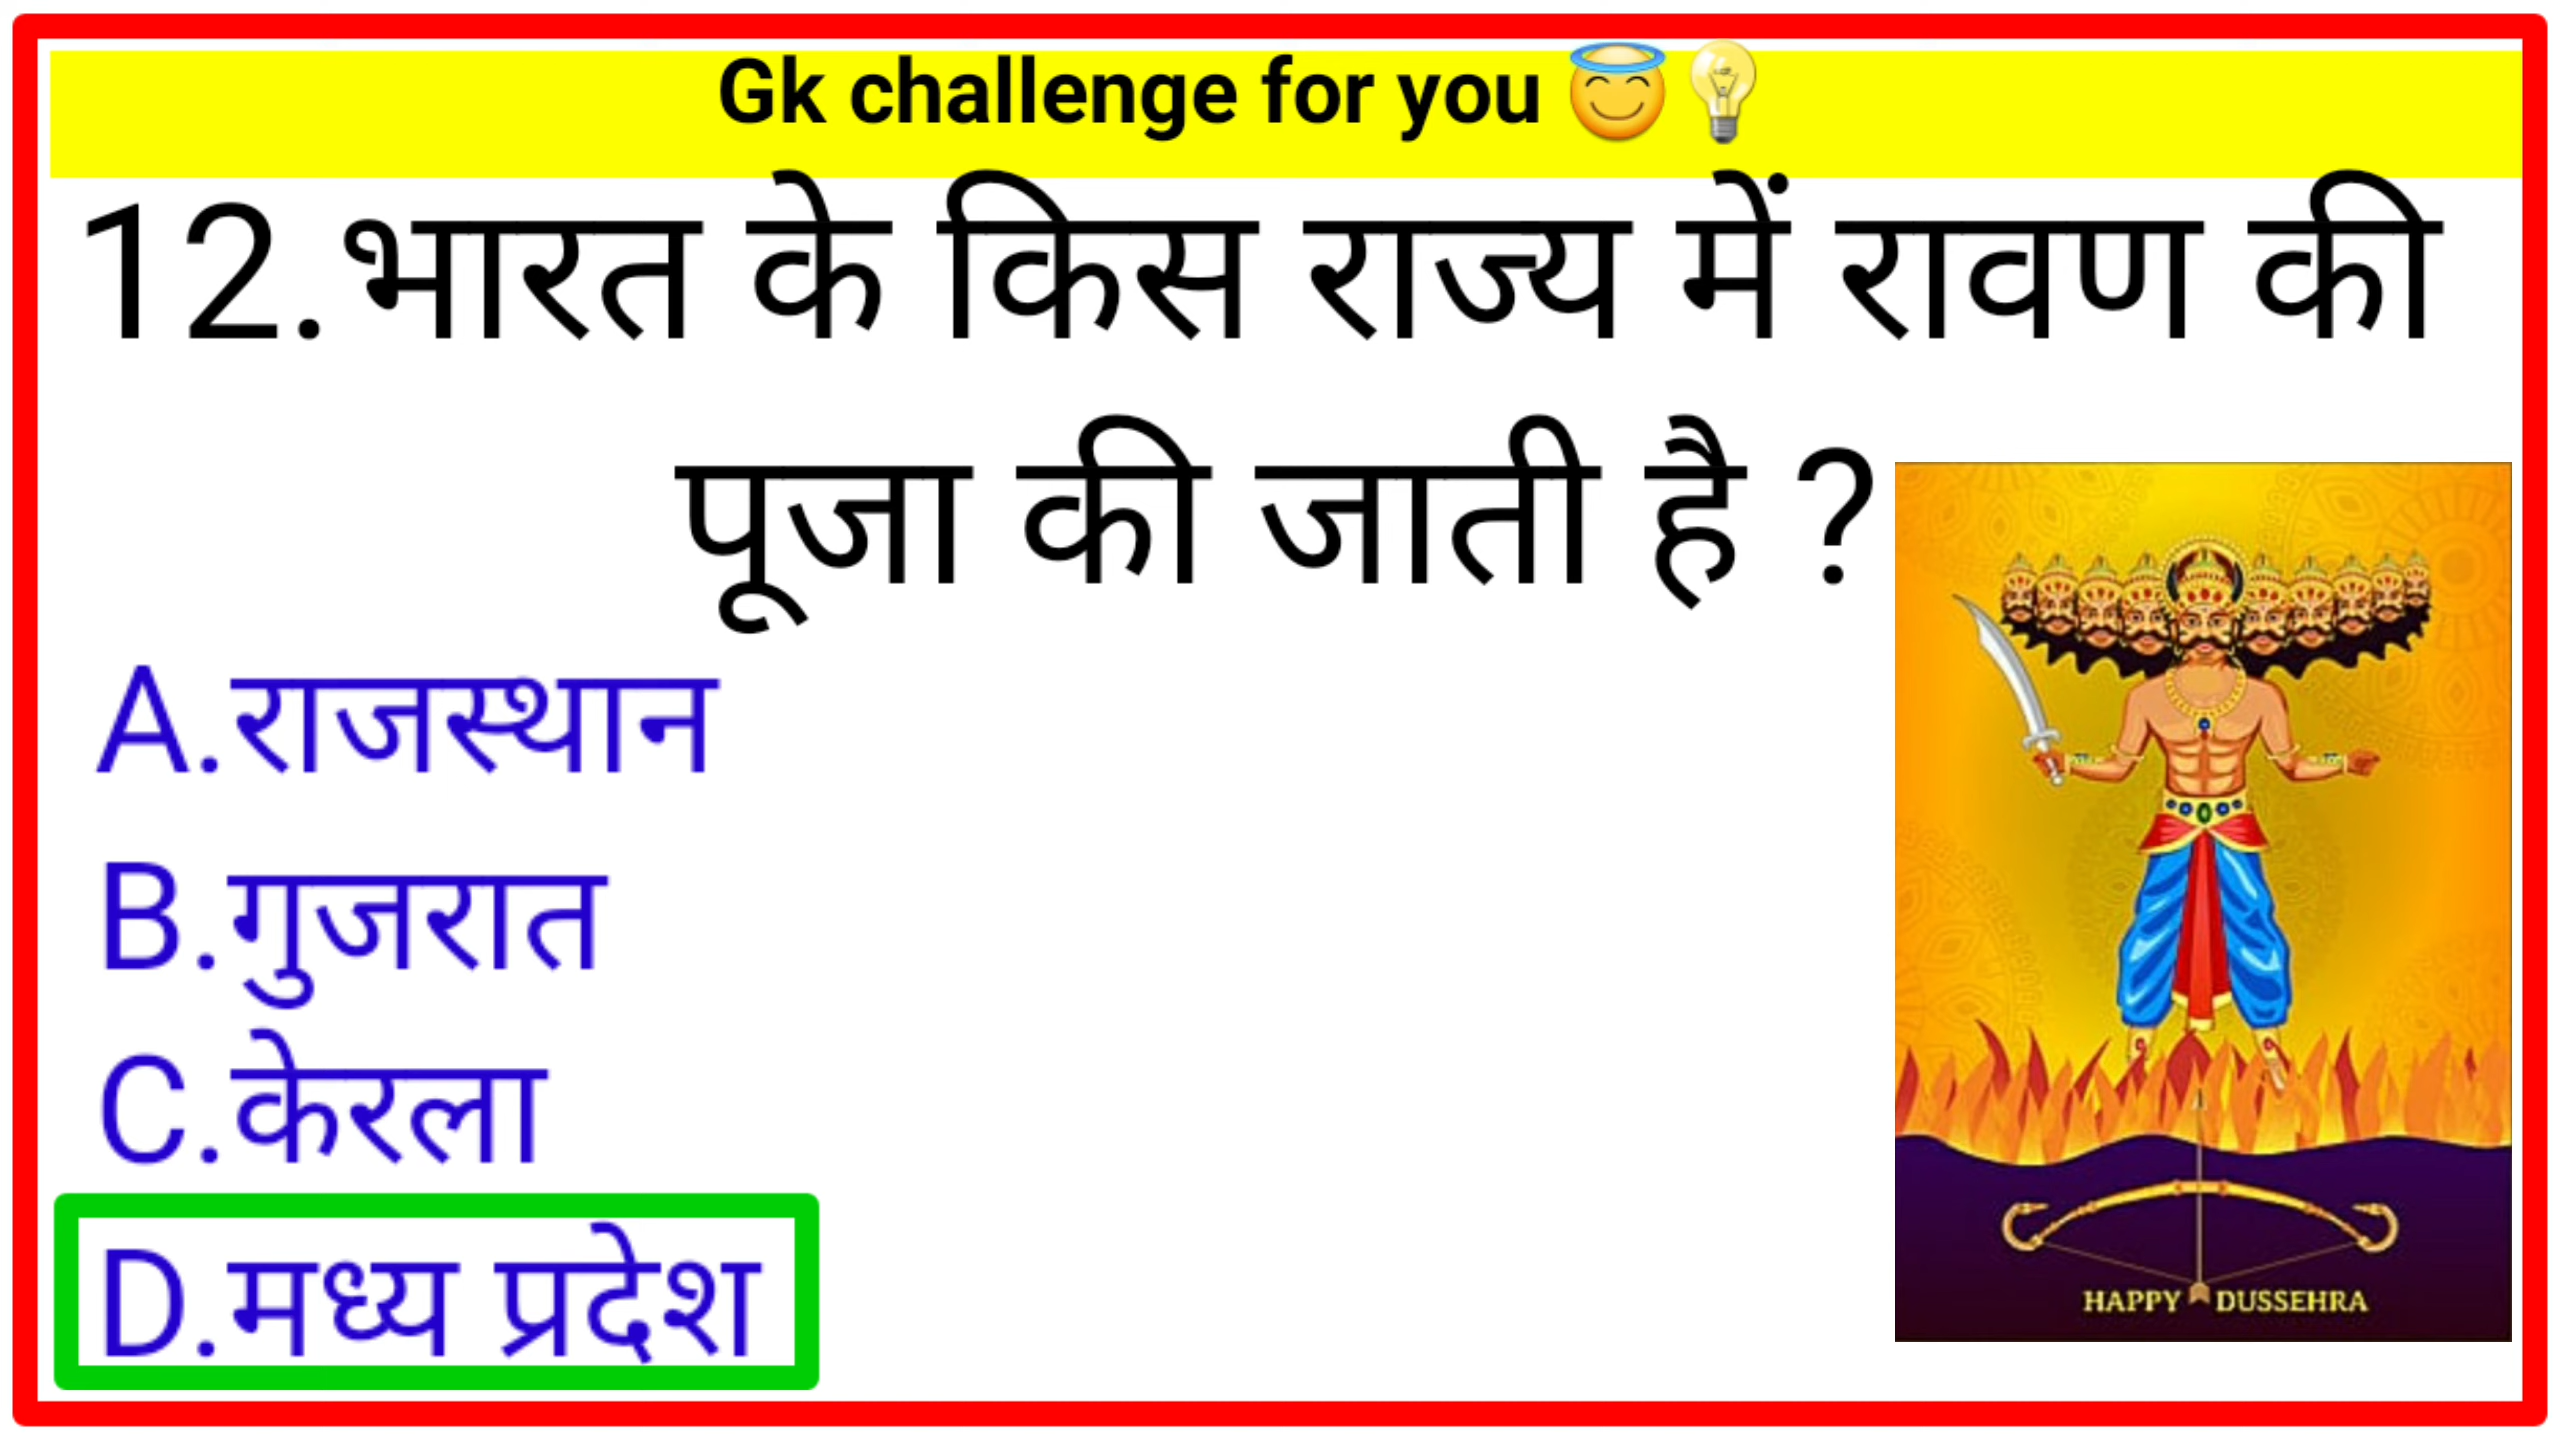 Gk challenge for you 😇💡
12.भारत के किस राज्य में रावण की
पूजा की जाती है ?
A.राजस्थान
B.गुजरात
C.केरला
D.मध्य प्रदेश
HAPPY DUSSEHRA